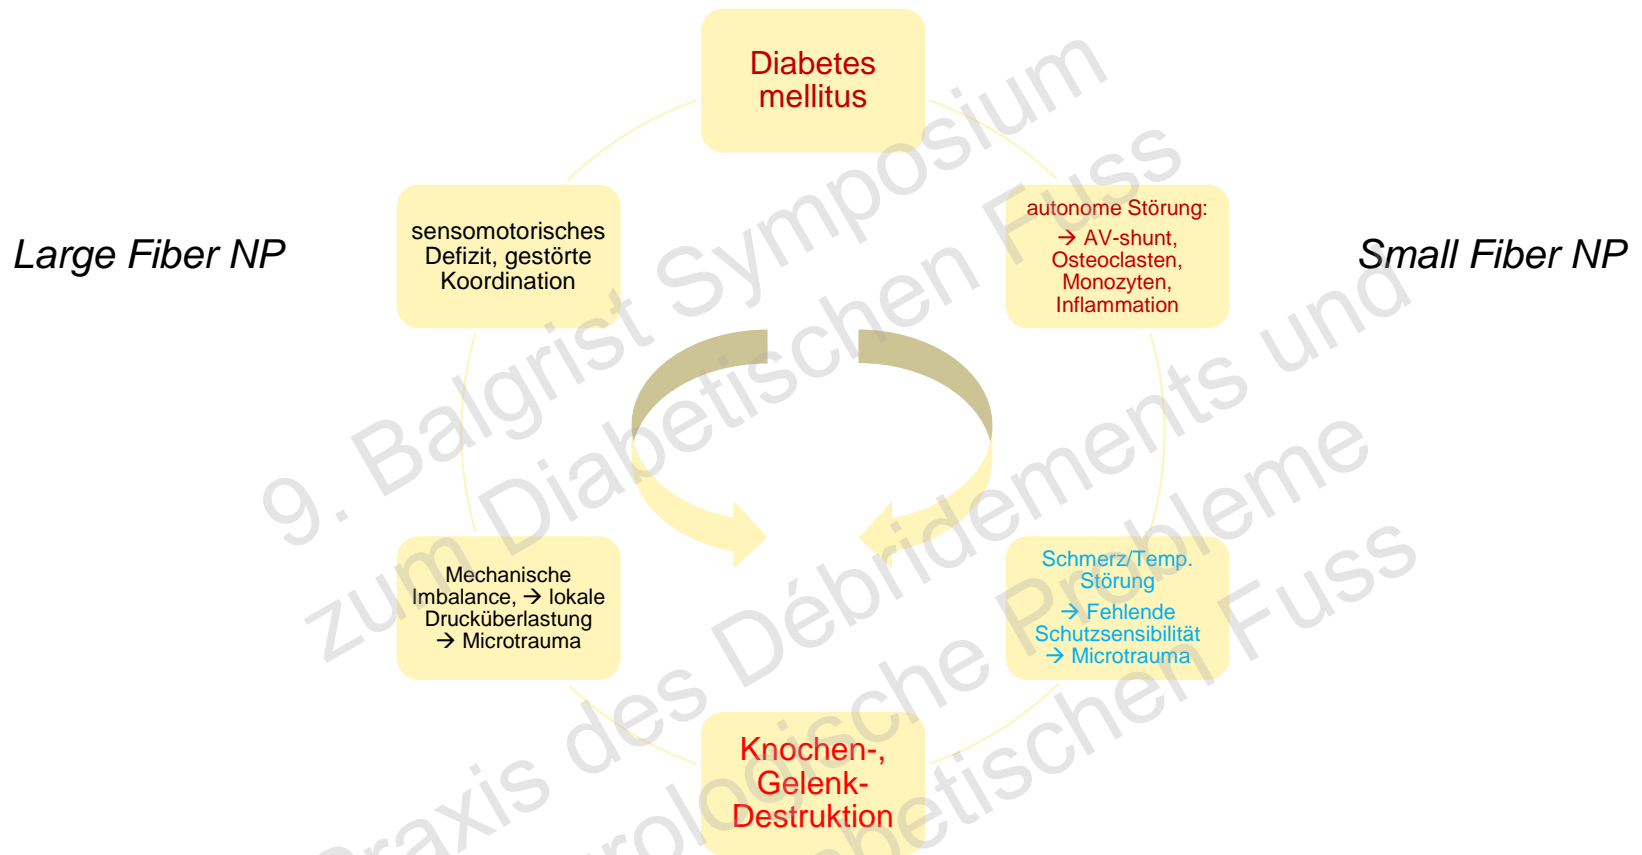 Diabetes
mellitus
Large Fiber NP
sensomotorisches
Defizit, gestörte
Koordination
autonome Störung:
→ AV-shunt,
Osteoclasten,
Monozyten,
Inflammation
Small Fiber NP
Mechanische
Imbalance, → lokale
Drucküberlastung
→ Microtrauma
Schmerz/Temp.
Störung
→ Fehlende
Schutzsensibilität
→ Microtrauma
Knochen-,
Gelenk-
Destruktion
9. Balgrist Symposium
zum Diabetischen Fuss
Praxis des Débridements und
Probleme
Fuss